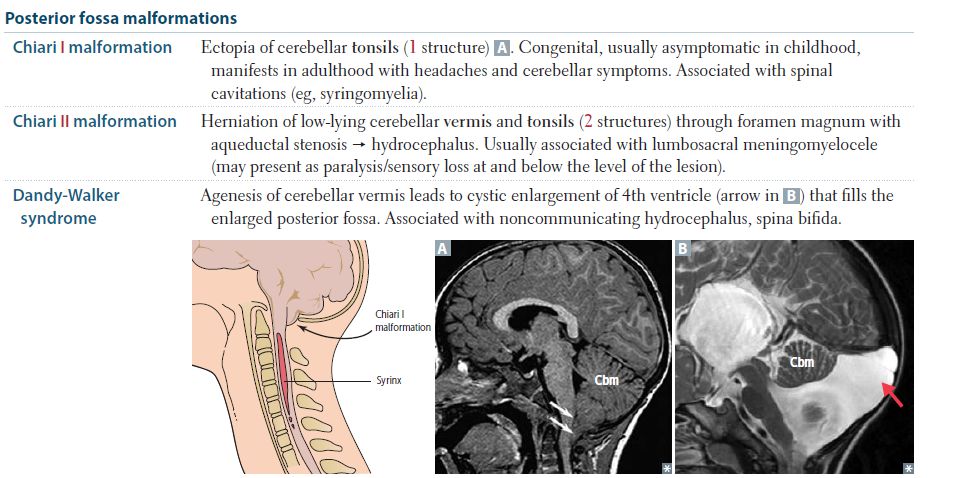 Posterior fossa malformations
Chiari I malformation
Ectopia of cerebellar tonsils (1 structure) A. Congenital, usually asymptomatic in childhood,
manifests in adulthood with headaches and cerebellar symptoms. Associated with spinal
cavitations (eg, syringomyelia).
Chiari II malformation
Herniation of low-lying cerebellar vermis and tonsils (2 structures) through foramen magnum with
aqueductal stenosis → hydrocephalus. Usually associated with lumbosacral meningomyelocele
(may present as paralysis/sensory loss at and below the level of the lesion).
Dandy-Walker
syndrome
Agenesis of cerebellar vermis leads to cystic enlargement of 4th ventricle (arrow in B) that fills the
enlarged posterior fossa. Associated with noncommunicating hydrocephalus, spina bifida.
Chiari I
malformation
Syrinx
A
Cbm
*
B
Cbm
*